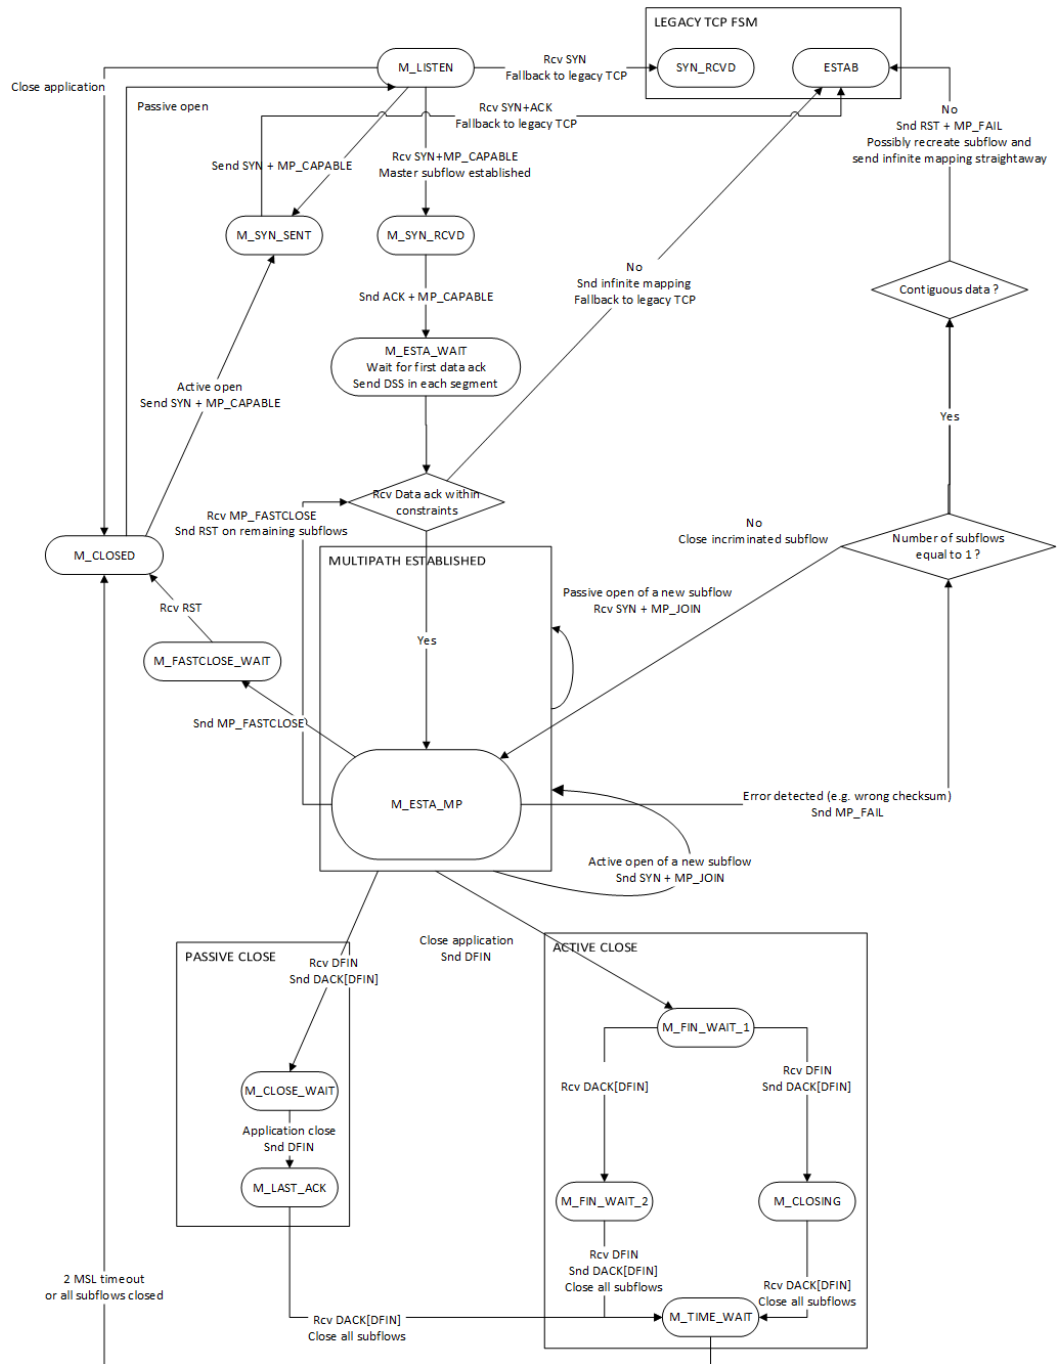 LEGACY TCP FSM
M_LISTEN
Rcv SYN
Fallback to legacy TCP
SYN_RCVD
ESTAB
Close application
Passive open
Rcv SYN+ACK
Fallback to legacy TCP
No
Snd RST + MP_FAIL
Possibly recreate subflow and
send infinite mapping straightaway
Send SYN + MP_CAPABLE
Rcv SYN+MP_CAPABLE
Master subflow established
M_SYN_SENT
M_SYN_RCVD
No
Snd infinite mapping
Fallback to legacy TCP
Contiguous data ?
Snd ACK + MP_CAPABLE
M_ESTA_WAIT
Wait for first data ack
Send DSS in each segment
Active open
Send SYN + MP_CAPABLE
Yes
Rcv Data ack within
constraints
Rcv MP_FASTCLOSE
Snd RST on remaining subflows
No
Close incriminated subflow
Number of subflows
equal to 1 ?
M_CLOSED
MULTIPATH ESTABLISHED
Passive open of a new subflow
Rcv SYN + MP_JOIN
Rcv RST
Yes
M_FASTCLOSE_WAIT
Snd MP_FASTCLOSE
M_ESTA_MP
Error detected (e.g. wrong checksum)
Snd MP_FAIL
Active open of a new subflow
Snd SYN + MP_JOIN
PASSIVE CLOSE
Rcv DFIN
Snd DACK[DFIN]
Close application
Snd DFIN
ACTIVE CLOSE
M_FIN_WAIT_1
Rcv DACK[DFIN]
Rcv DFIN
Snd DACK[DFIN]
M_CLOSE_WAIT
Application close
Snd DFIN
M_LAST_ACK
M_FIN_WAIT_2
M_CLOSING
2 MSL timeout
or all subflows closed
Rcv DFIN
Snd DACK[DFIN]
Close all subflows
Rcv DACK[DFIN]
Close all subflows
Rcv DACK[DFIN]
Close all subflows
M_TIME_WAIT